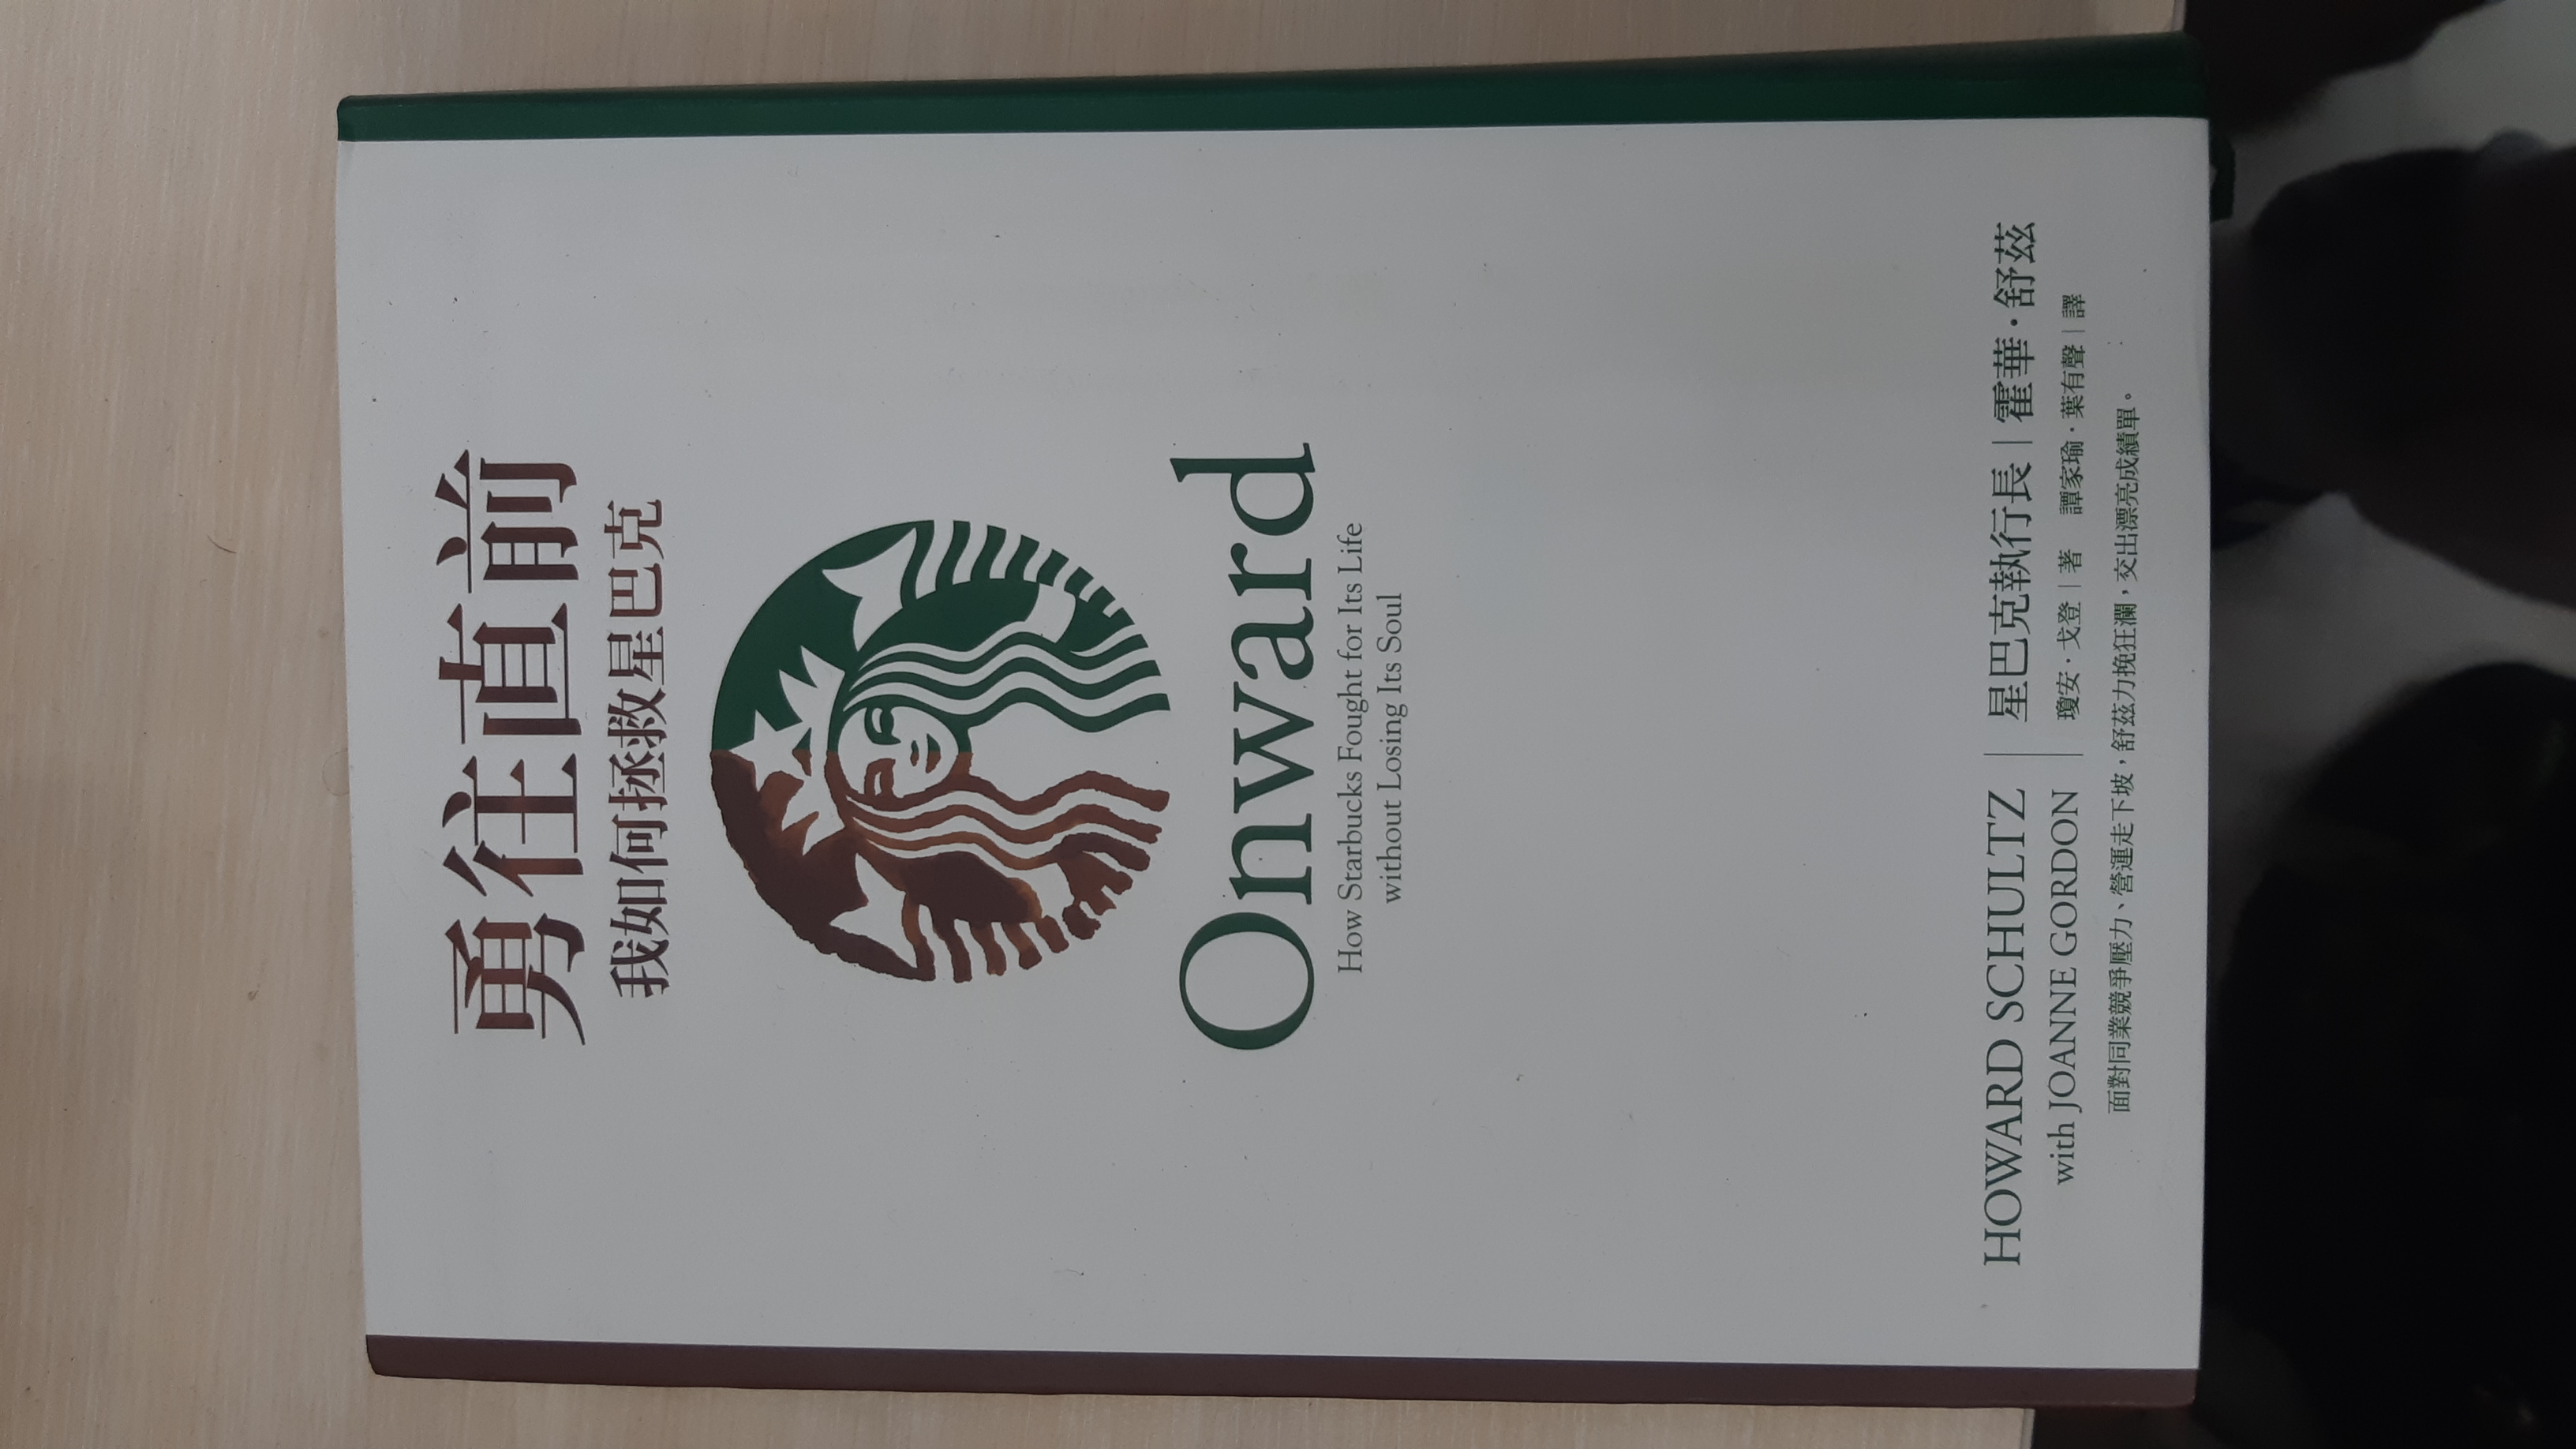 勇往直前
我如何拯救星巴克
Onward
How Starbucks Fought for Its Life
without Losing Its Soul
HOWARD SCHULTZ
with JOANNE GORDON
星巴克執行長｜霍華·舒茲
瓊安·戈登｜著 譚家瑜·葉有聲｜譯
面對同業競爭壓力、營運走下坡，舒茲力挽狂瀾，交出漂亮成績單。